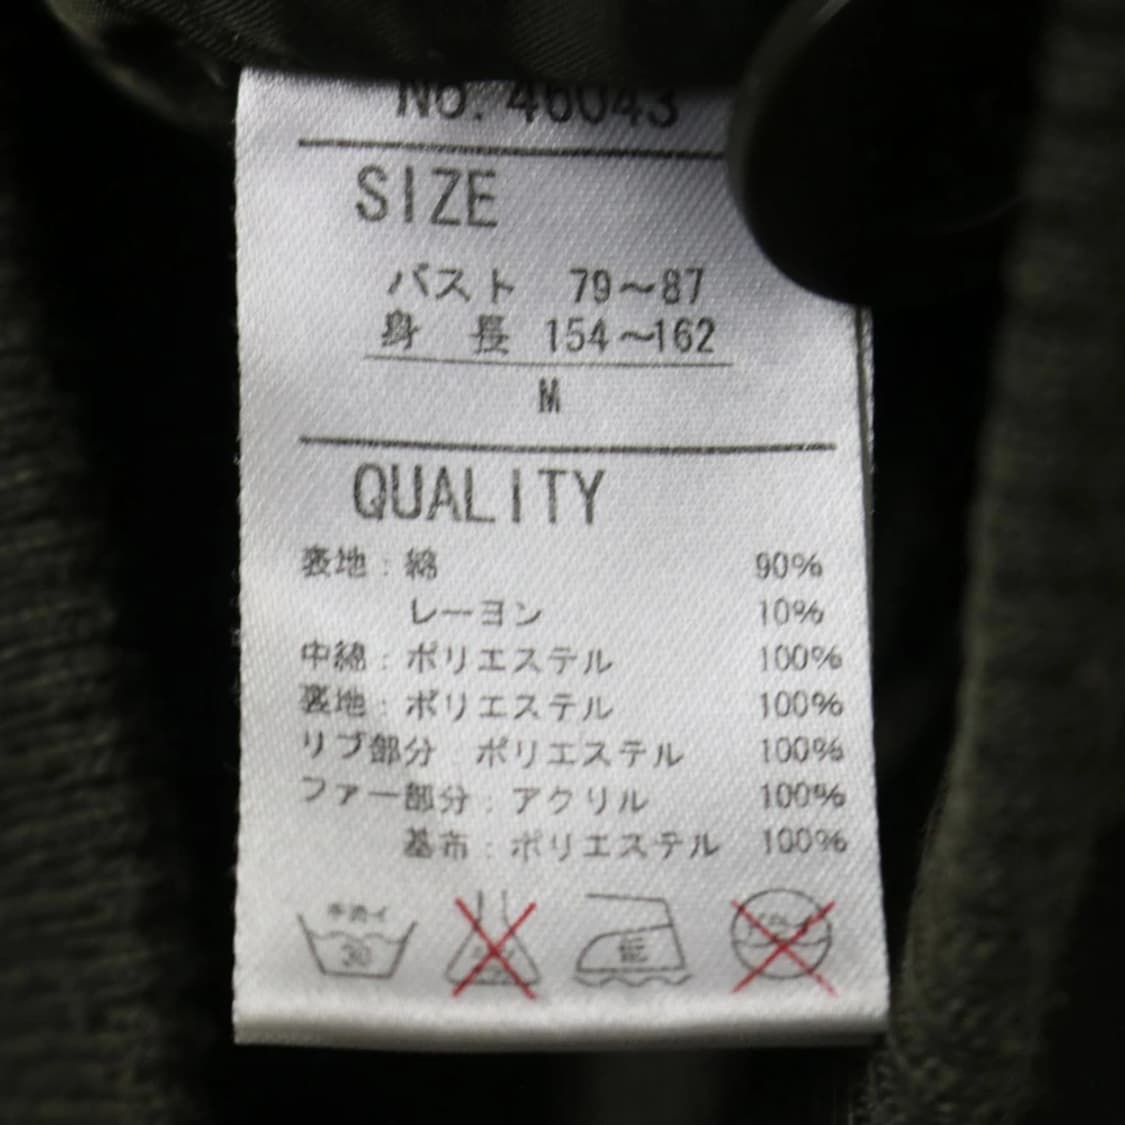 No. 46043
SIZE
バスト 79～87
身 長 154～162
M
QUALITY
表地：綿 90%
レーヨン 10%
中綿：ポリエステル 100%
裏地：ポリエステル 100%
リブ部分 ポリエステル 100%
ファー部分：アクリル 100%
基布：ポリエステル 100%
手洗イ
30